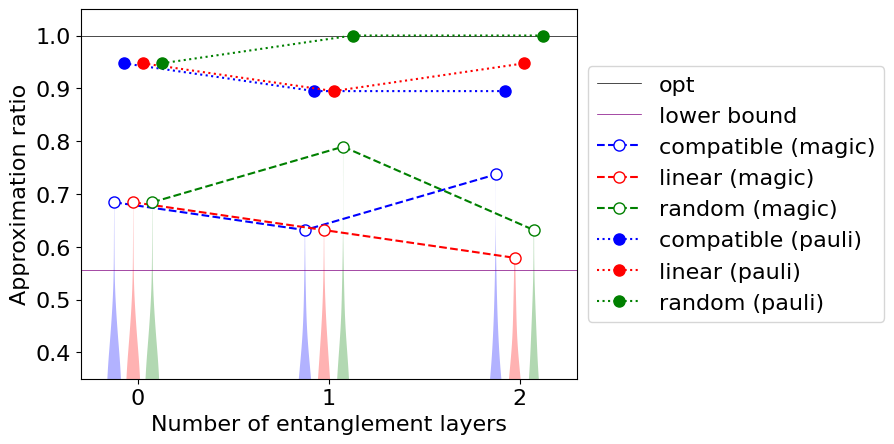 1.0
0.9
0.8
0.7
0.6
0.5
0.4
Approximation ratio
0
1
2
Number of entanglement layers
opt
lower bound
compatible (magic)
linear (magic)
random (magic)
compatible (pauli)
linear (pauli)
random (pauli)